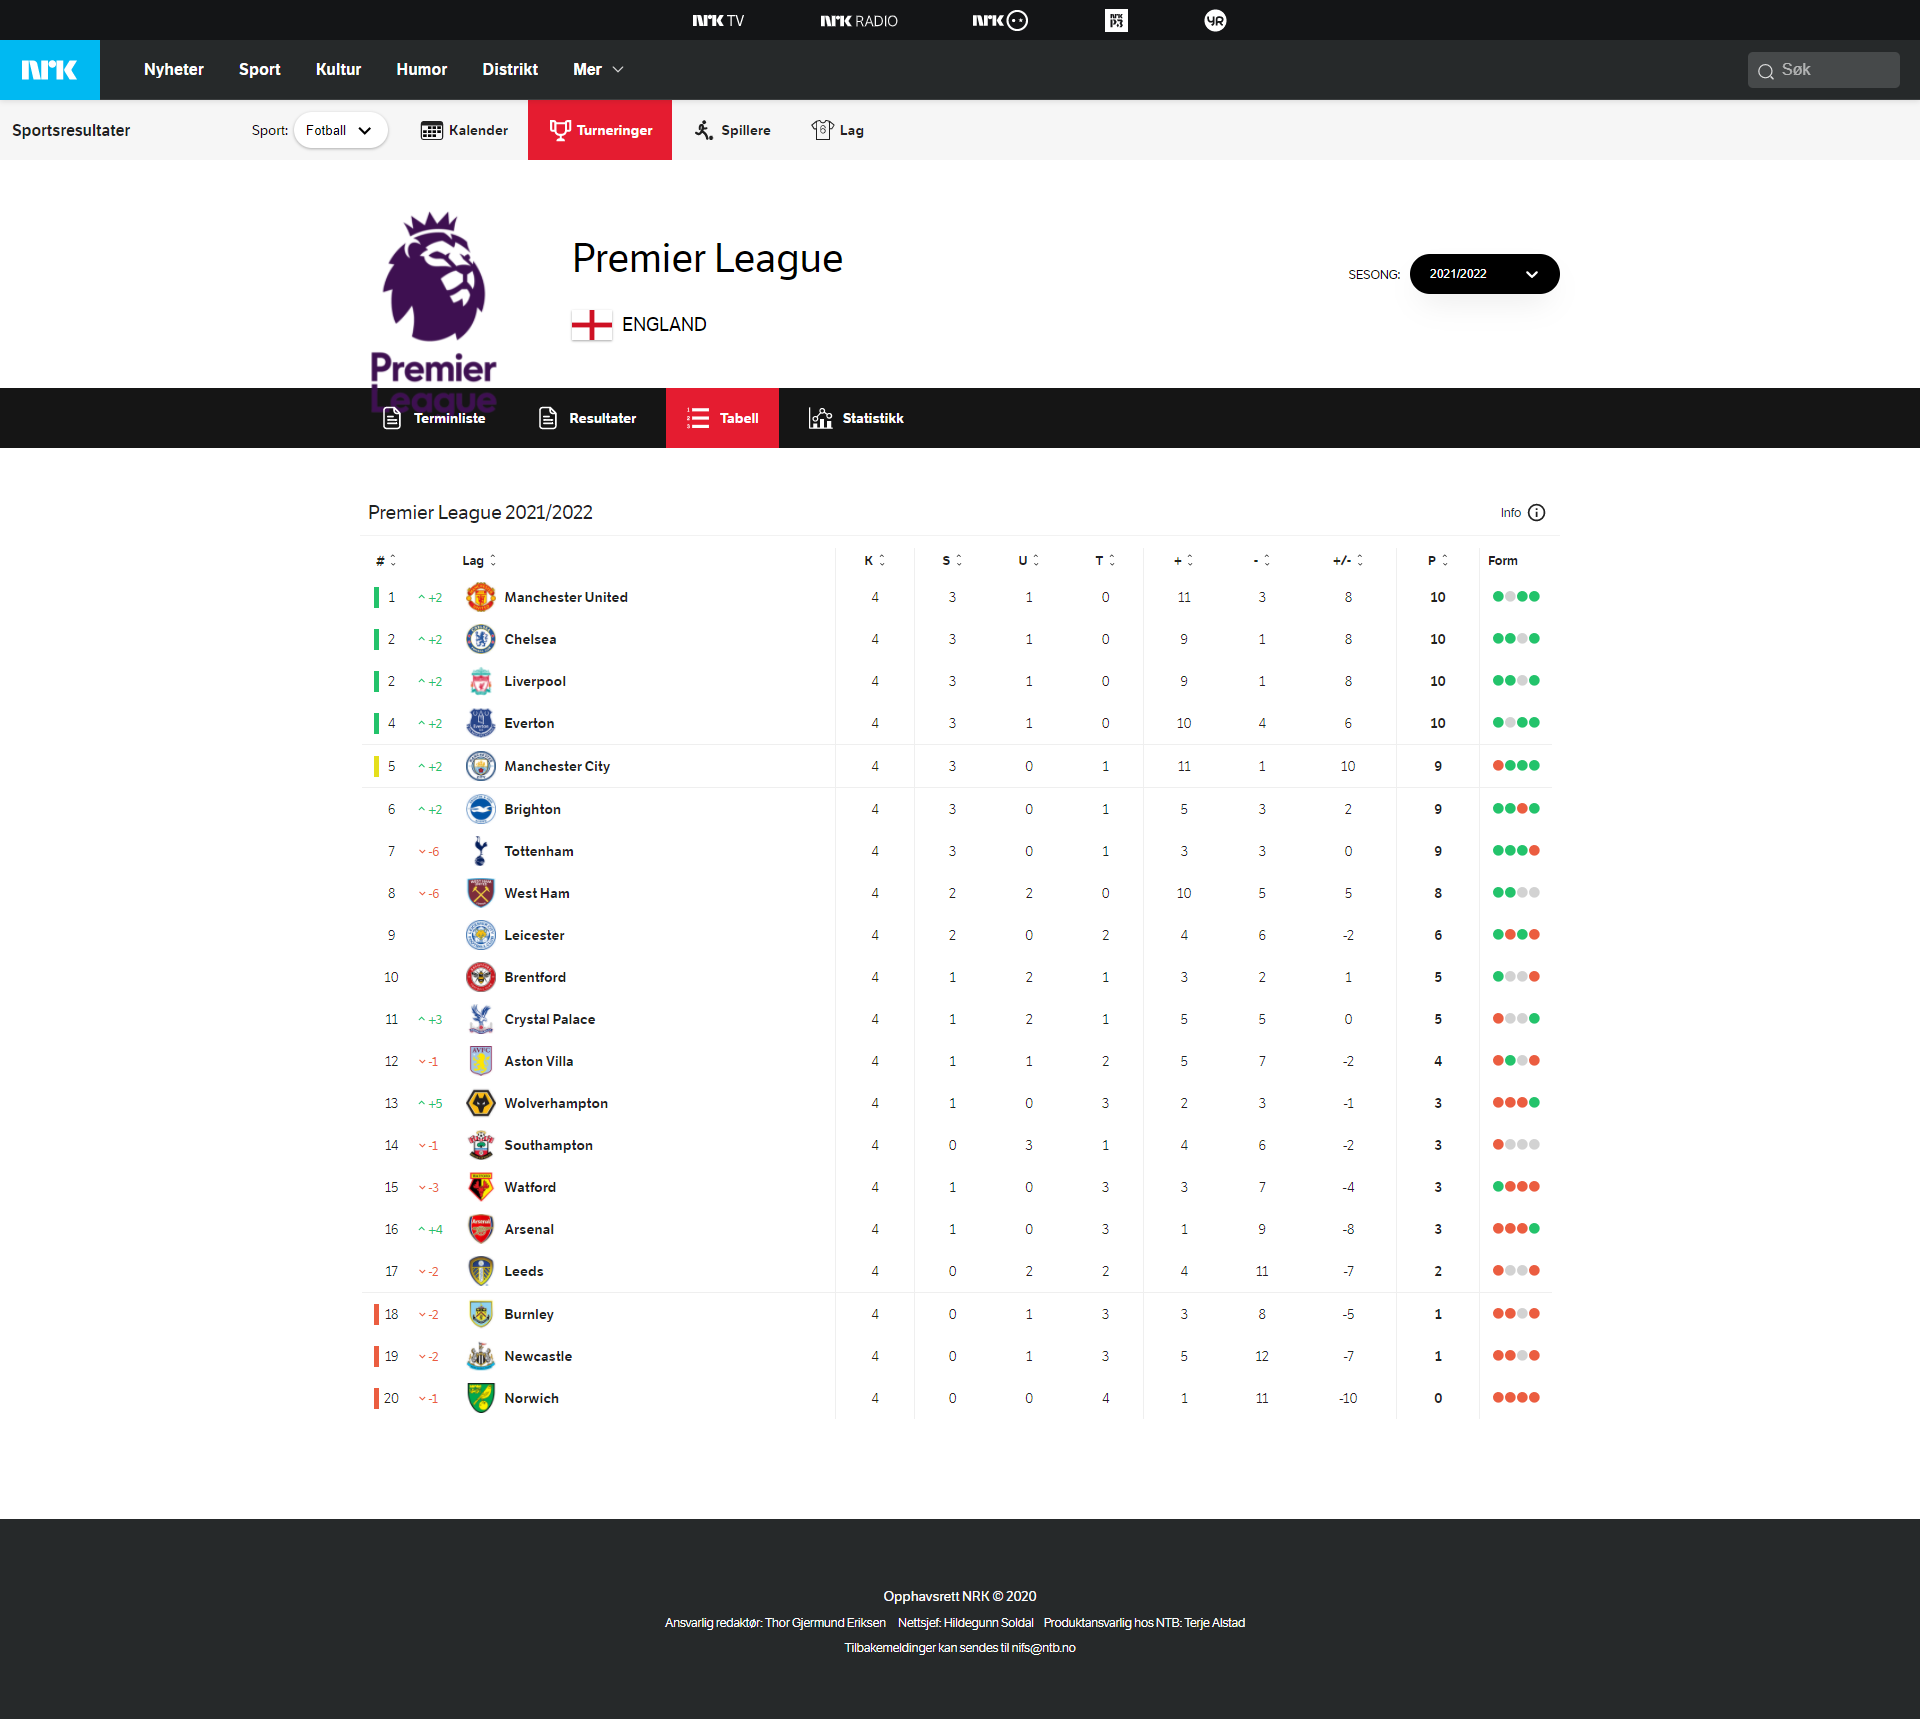 nrk TV nrk RADIO nrk nrk P3 YR
nrk Nyheter Sport Kultur Humor Distrikt Mer Søk
Sportsresultater Sport: Fotball Kalender Turneringer Spillere Lag
Premier League
SESONG: 2021/2022
ENGLAND
Premier
League
Terminliste Resultater Tabell Statistikk
Premier League 2021/2022 Info
# Lag K S U T + - +/- P Form
1 +2 Manchester United 4 3 1 0 11 3 8 10
2 +2 Chelsea 4 3 1 0 9 1 8 10
2 +2 Liverpool 4 3 1 0 9 1 8 10
4 +2 Everton 4 3 1 0 10 4 6 10
5 +2 Manchester City 4 3 0 1 11 1 10 9
6 +2 Brighton 4 3 0 1 5 3 2 9
7 -6 Tottenham 4 3 0 1 3 3 0 9
8 -6 West Ham 4 2 2 0 10 5 5 8
9 Leicester 4 2 0 2 4 6 -2 6
10 Brentford 4 1 2 1 3 2 1 5
11 +3 Crystal Palace 4 1 2 1 5 5 0 5
12 -1 Aston Villa 4 1 1 2 5 7 -2 4
13 +5 Wolverhampton 4 1 0 3 2 3 -1 3
14 -1 Southampton 4 0 3 1 4 6 -2 3
15 -3 Watford 4 1 0 3 3 7 -4 3
16 +4 Arsenal 4 1 0 3 1 9 -8 3
17 -2 Leeds 4 0 2 2 4 11 -7 2
18 -2 Burnley 4 0 1 3 3 8 -5 1
19 -2 Newcastle 4 0 1 3 5 12 -7 1
20 -1 Norwich 4 0 0 4 1 11 -10 0
Opphavsrett NRK © 2020
Ansvarlig redaktør: Thor Gjermund Eriksen Nettsjef: Hildegunn Soldal Produktansvarlig hos NTB: Terje Alstad
Tilbakemeldinger kan sendes til nifs@ntb.no